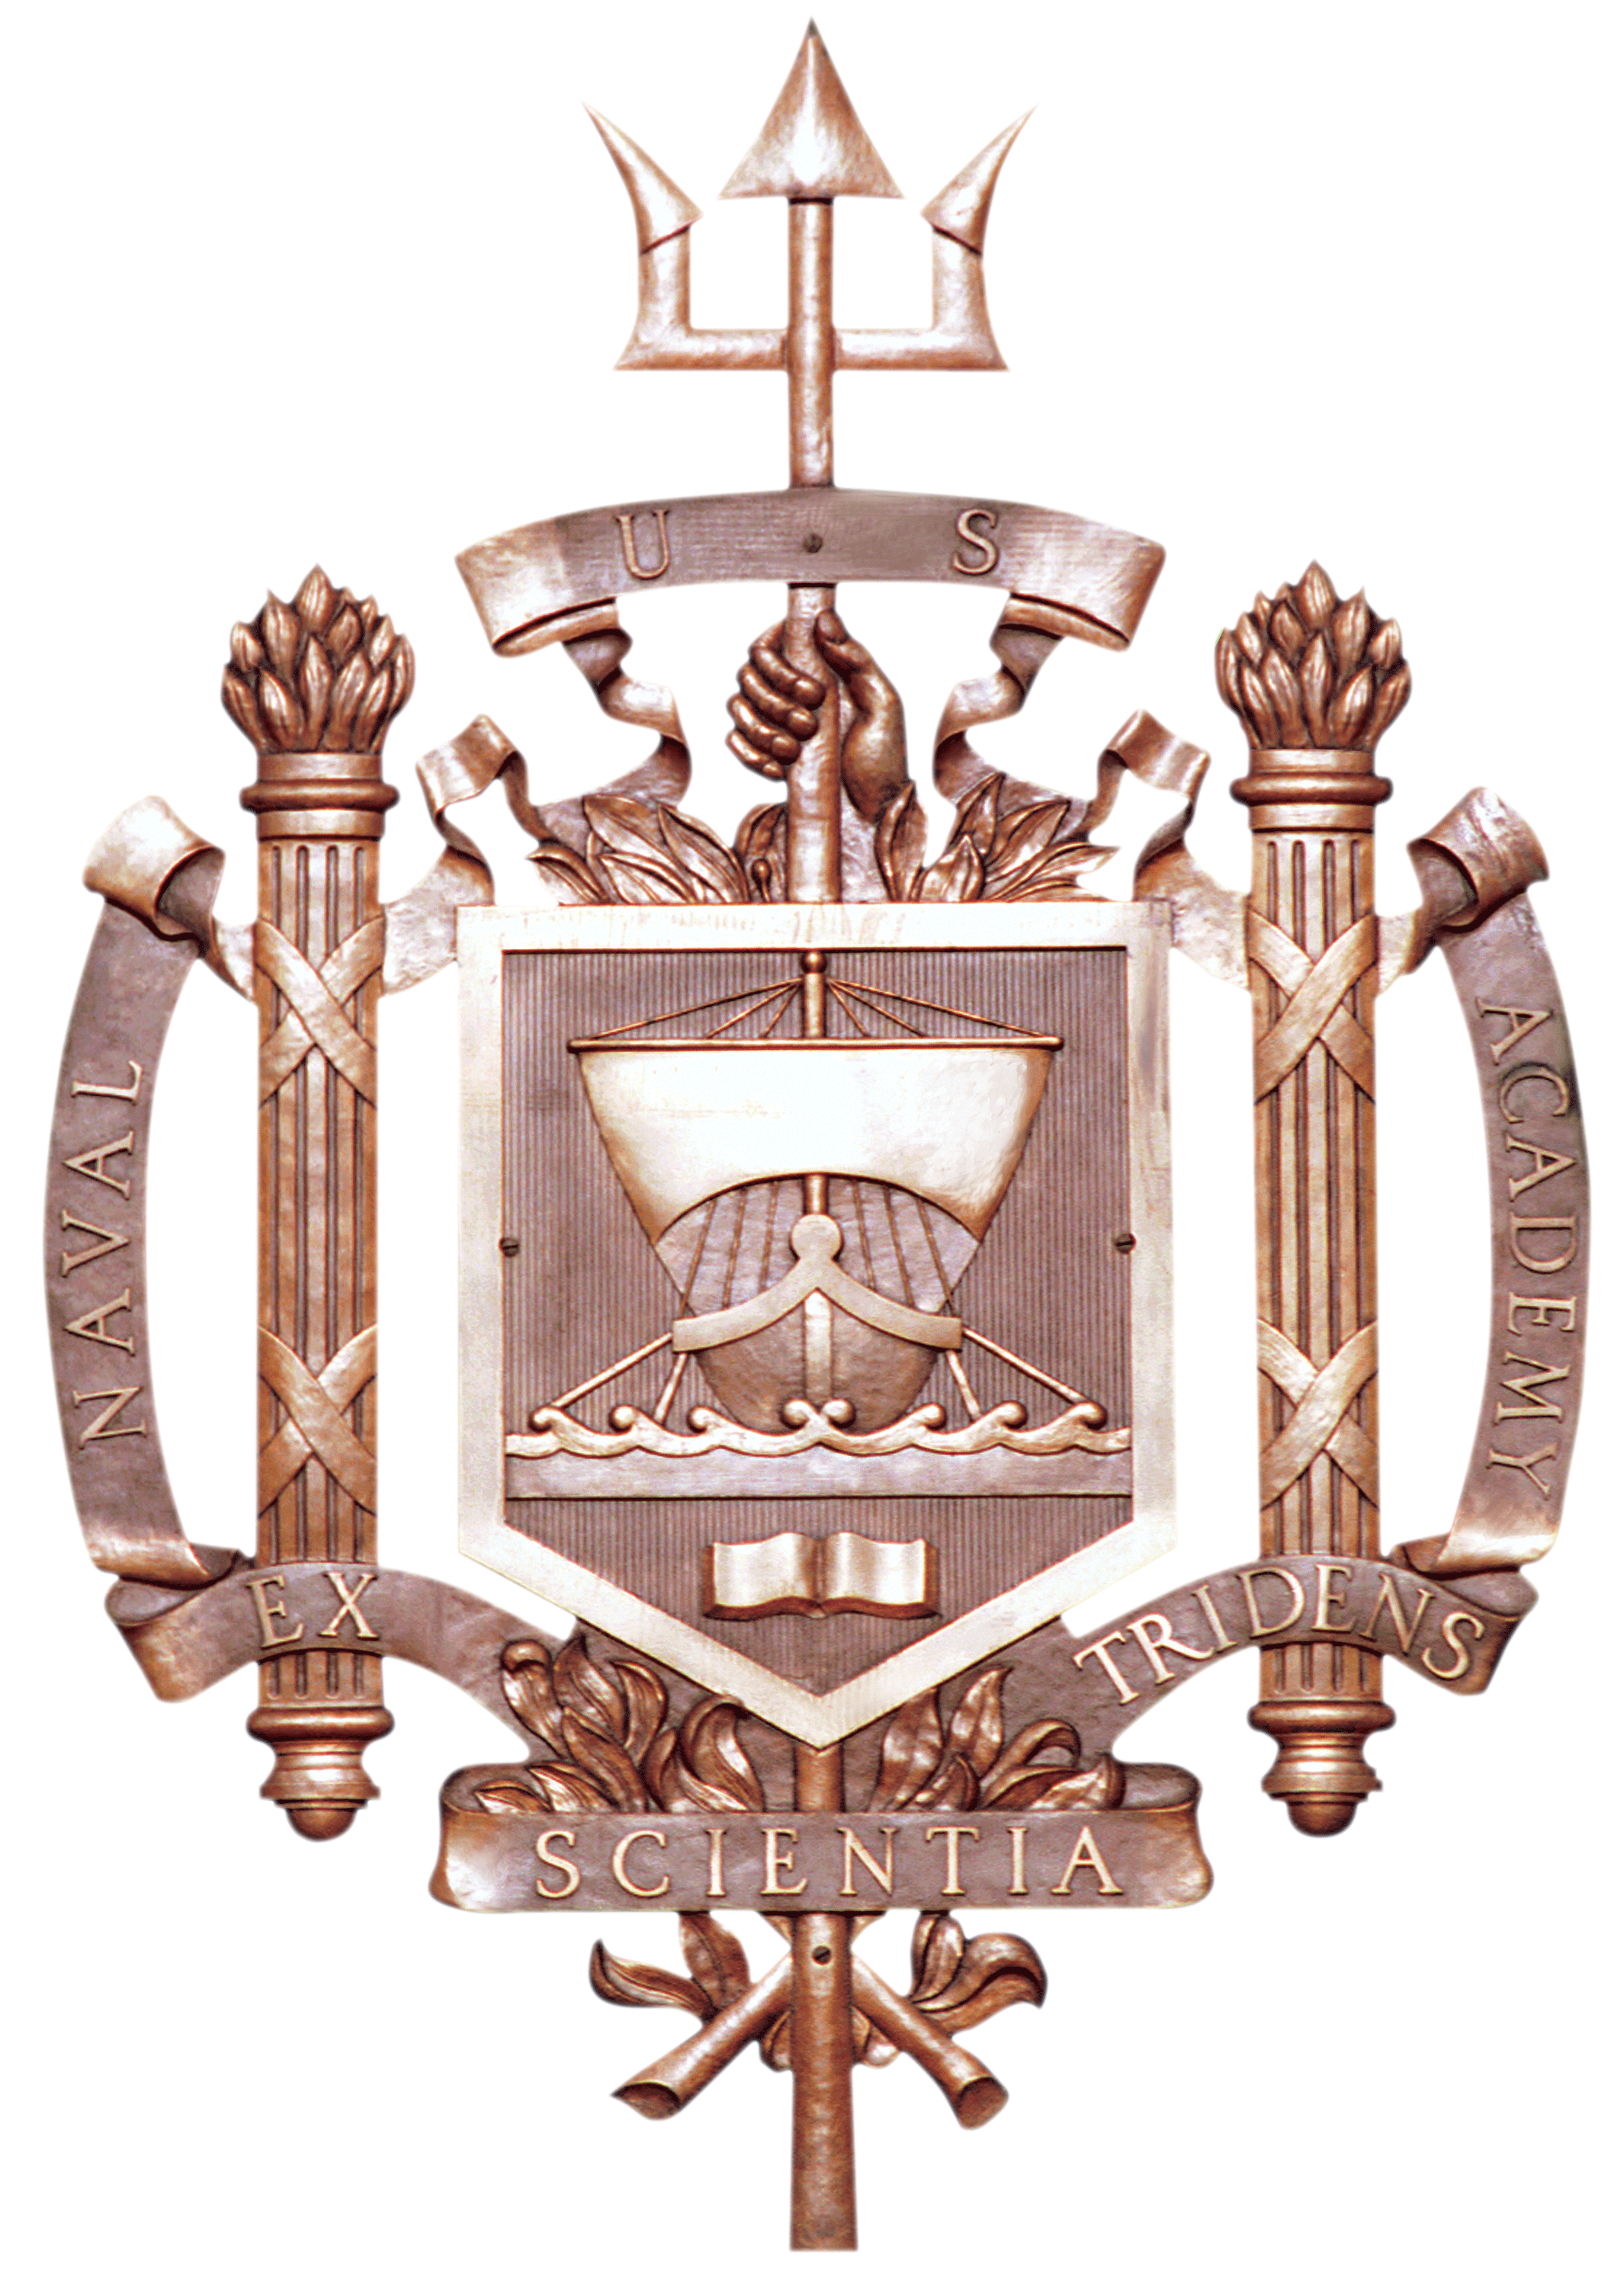 U S
NAVAL
ACADEMY
EX
SCIENTIA
TRIDENS